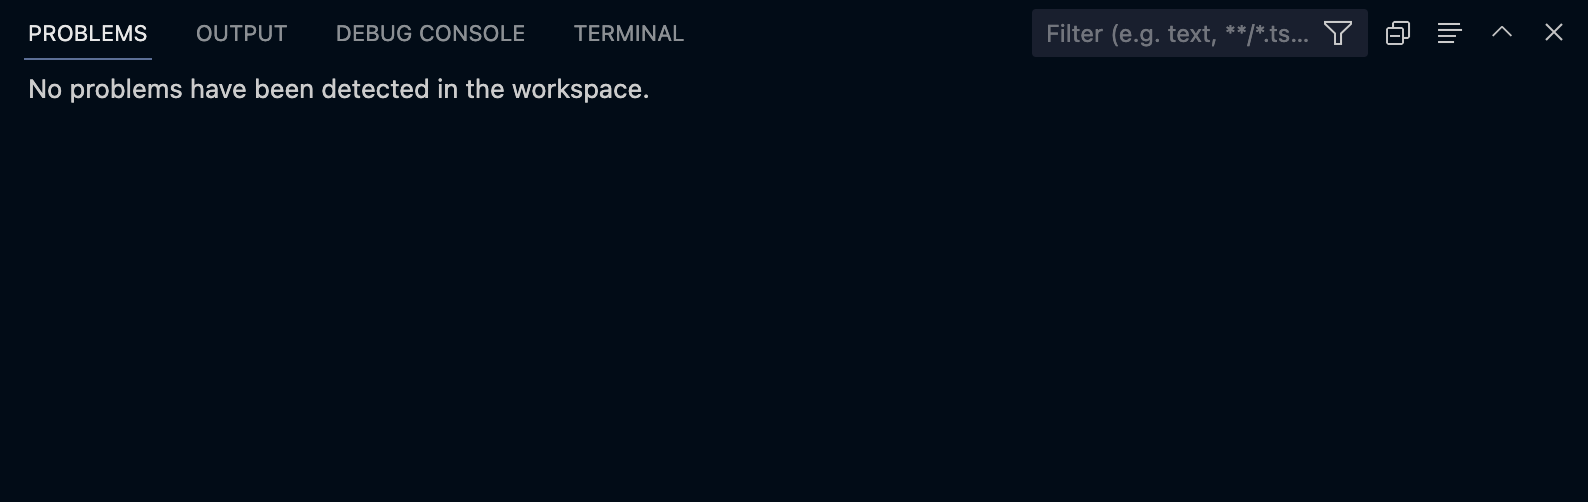 PROBLEMS OUTPUT DEBUG CONSOLE TERMINAL Filter (e.g. text, **/*.ts...
No problems have been detected in the workspace.